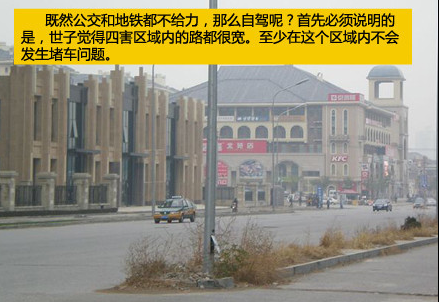 既然公交和地铁都不给力，那么自驾呢？首先必须说明的
是，世子觉得四害区域内的路都很宽。至少在这个区域内不会
发生堵车问题。
KFC